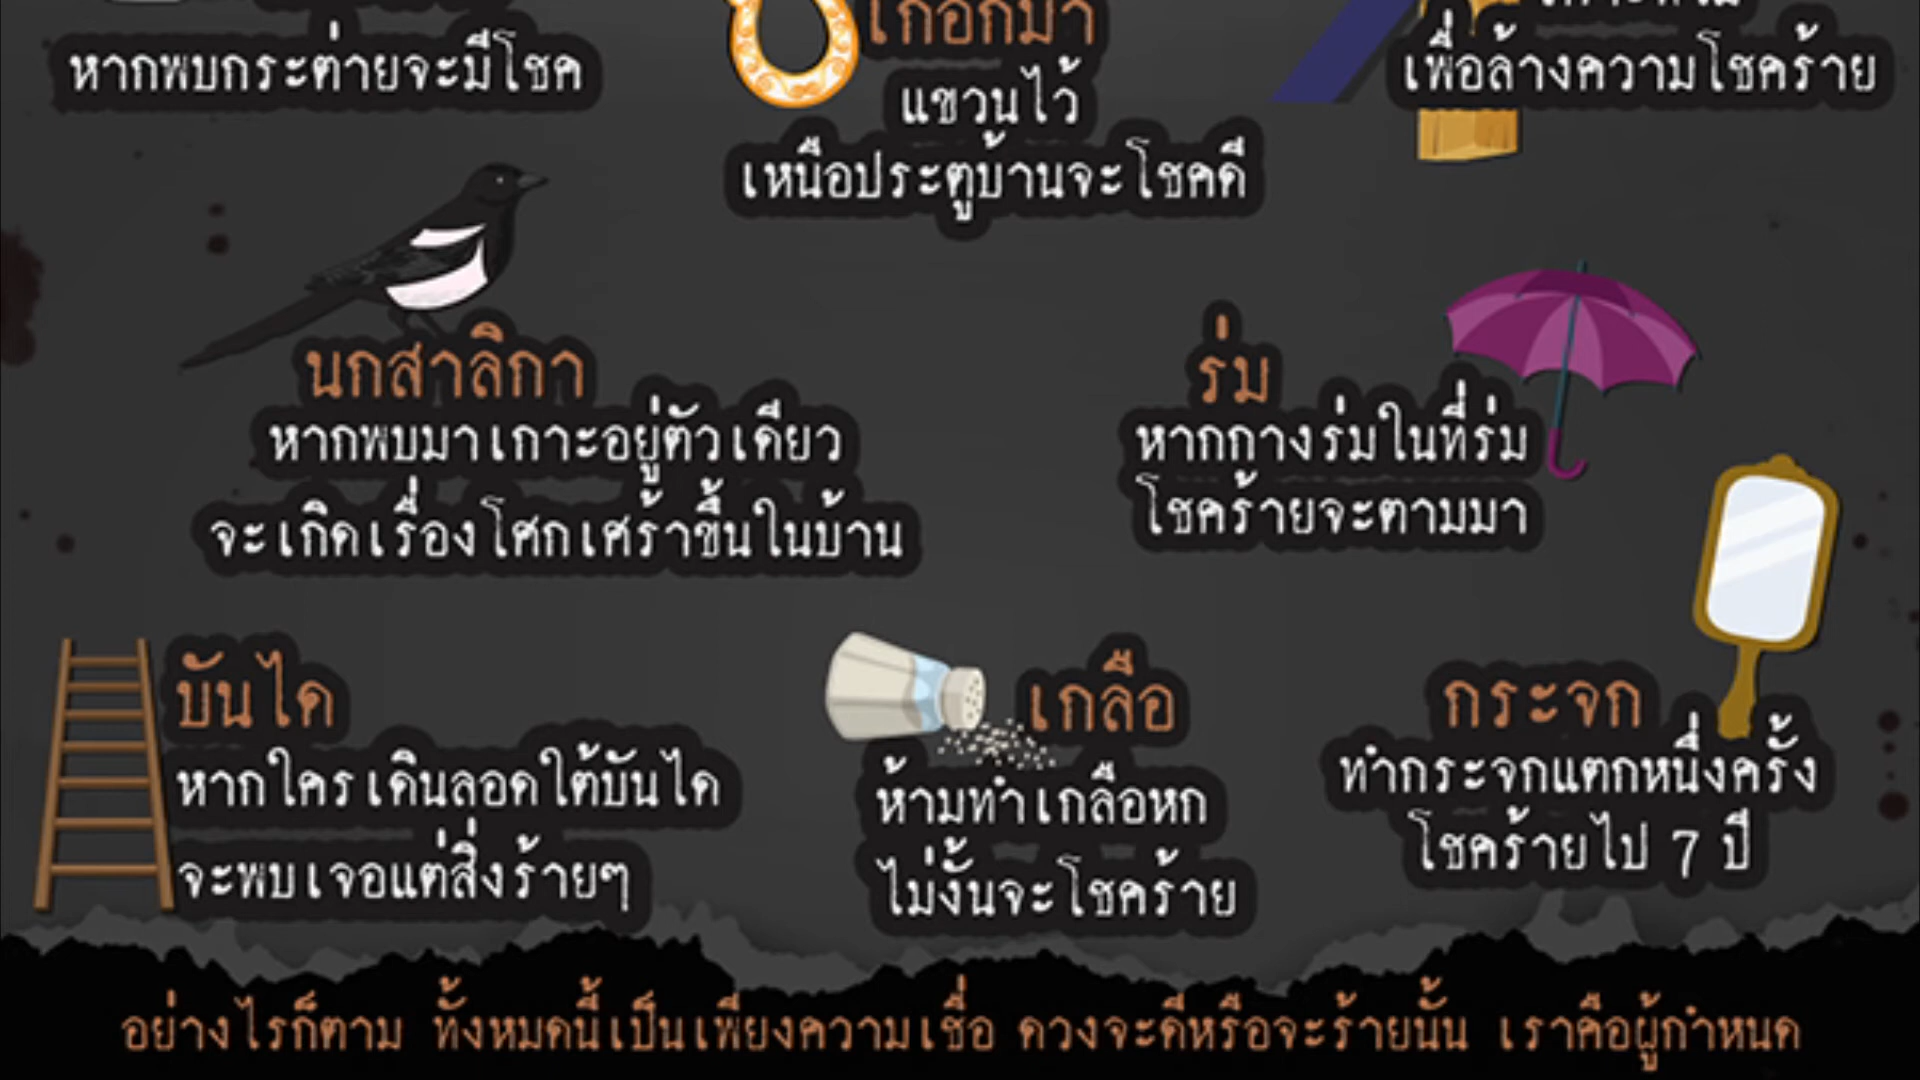 หากพบกระต่ายจะมีโชค
เกือกม้า
แขวนไว้
เหนือประตูบ้านจะโชคดี
เพื่อล้างความโชคร้าย
นกสาลิกา
หากพบมาเกาะอยู่ตัวเดียว
จะเกิดเรื่องโศกเศร้าขึ้นในบ้าน
ร่ม
หากกางร่มในที่ร่ม
โชคร้ายจะตามมา
บันได
หากใครเดินลอดใต้บันได
จะพบเจอแต่สิ่งร้ายๆ
เกลือ
ห้ามทำเกลือหก
ไม่งั้นจะโชคร้าย
กระจก
ทำกระจกแตกหนึ่งครั้ง
โชคร้ายไป 7 ปี
อย่างไรก็ตาม ทั้งหมดนี้เป็นเพียงความเชื่อ ดวงจะดีหรือจะร้ายนั้น เราคือผู้กำหนด